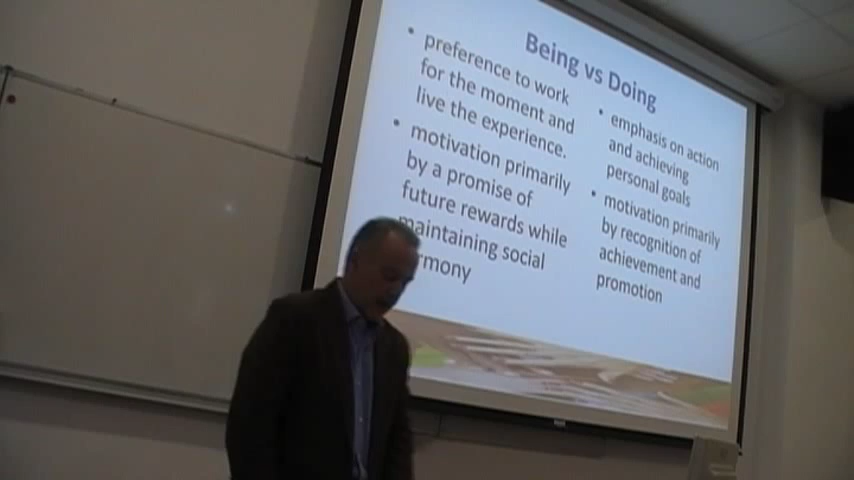 Being vs Doing
• preference to work
for the moment and
live the experience.
• motivation primarily
by a promise of
future rewards while
maintaining social
rmony
• emphasis on action
and achieving
personal goals
• motivation primarily
by recognition of
achievement and
promotion